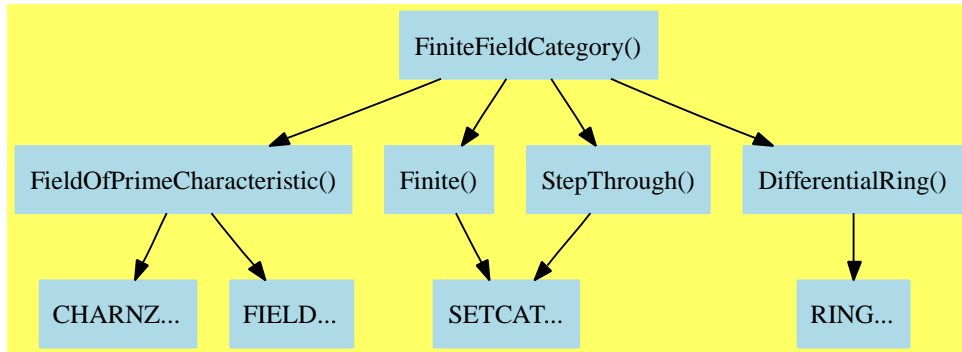 FiniteFieldCategory()
FieldOfPrimeCharacteristic()
Finite()
StepThrough()
DifferentialRing()
CHARNZ...
FIELD...
SETCAT...
RING...